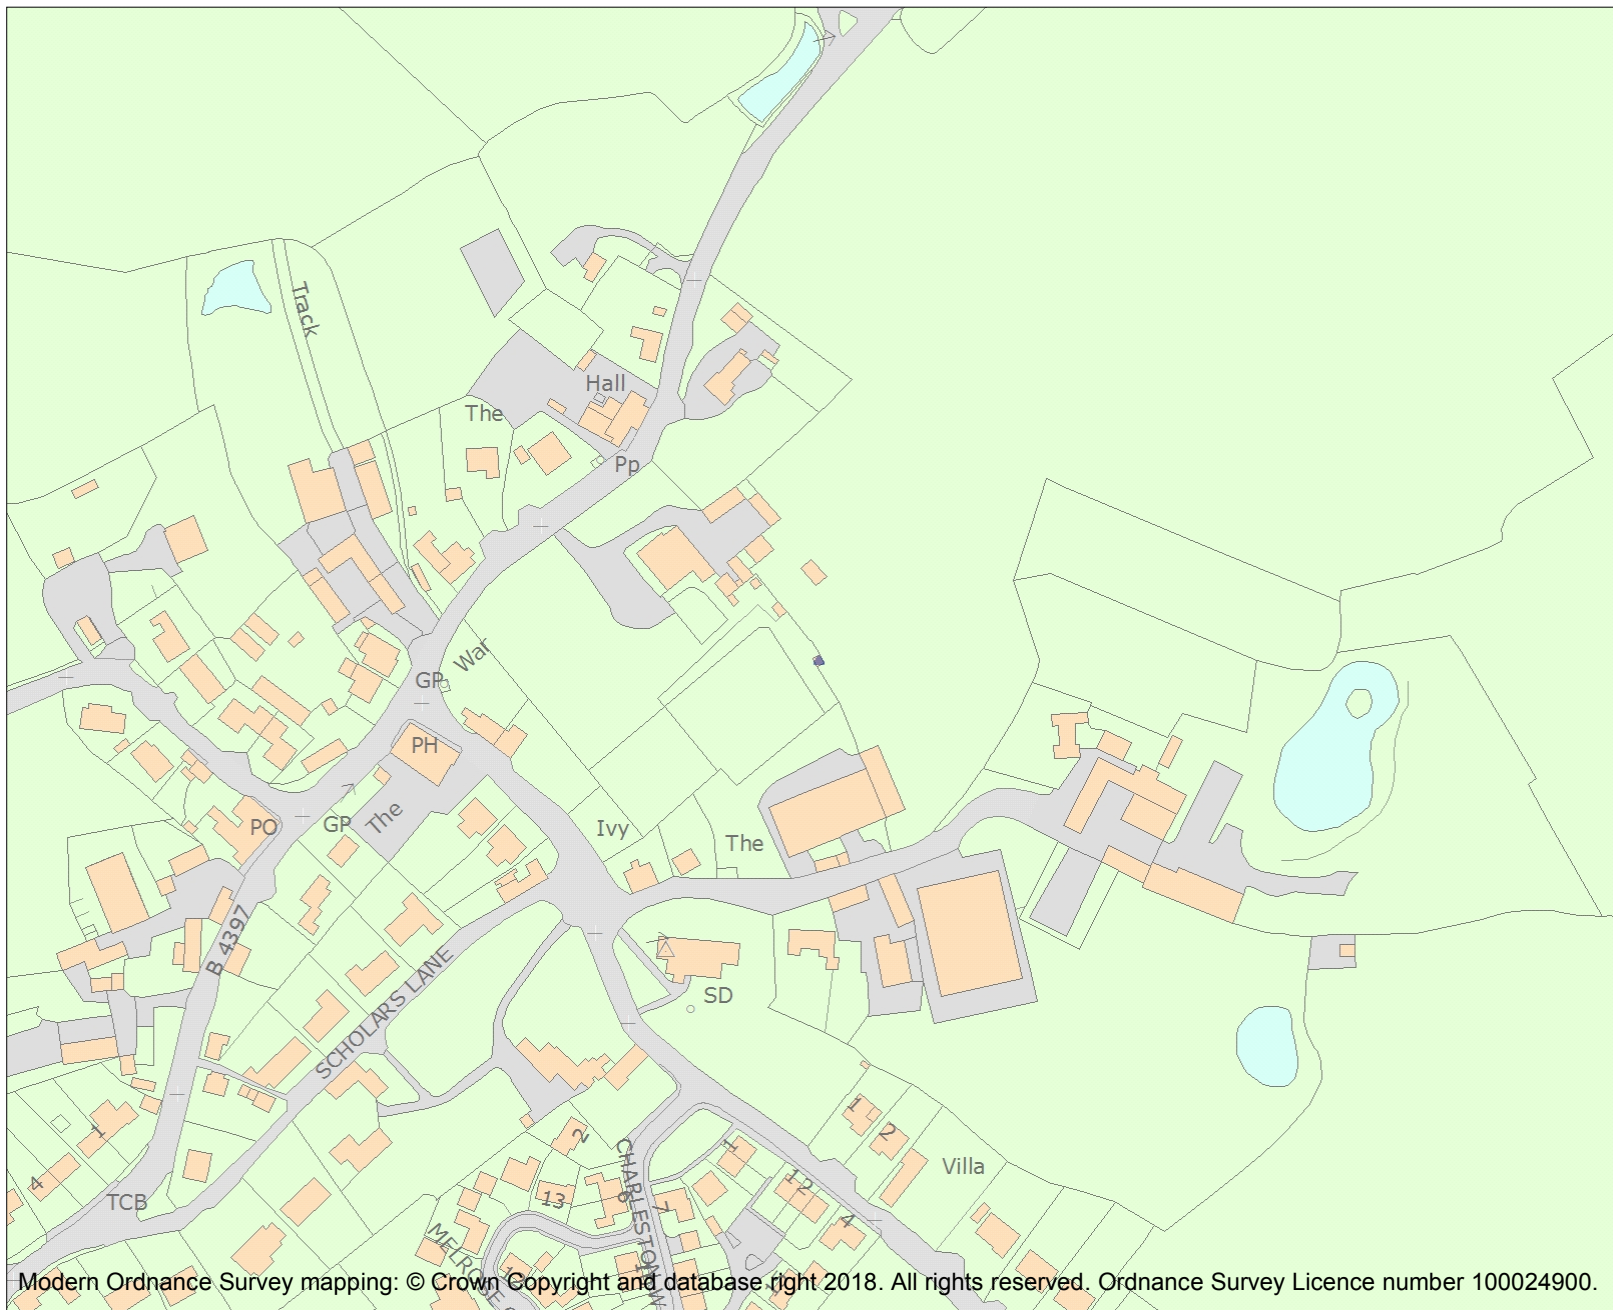 Track
Hall
The
Pp
War
GP
PH
The
GP
PO
Ivy
The
B 4397
SCHOLARS LANE
SD
1
2
Villa
2
CHARLESTON
1
12
1
4
13
6
7
4
TCB
Modern Ordnance Survey mapping: © Crown Copyright and database right 2018. All rights reserved. Ordnance Survey Licence number 100024900.